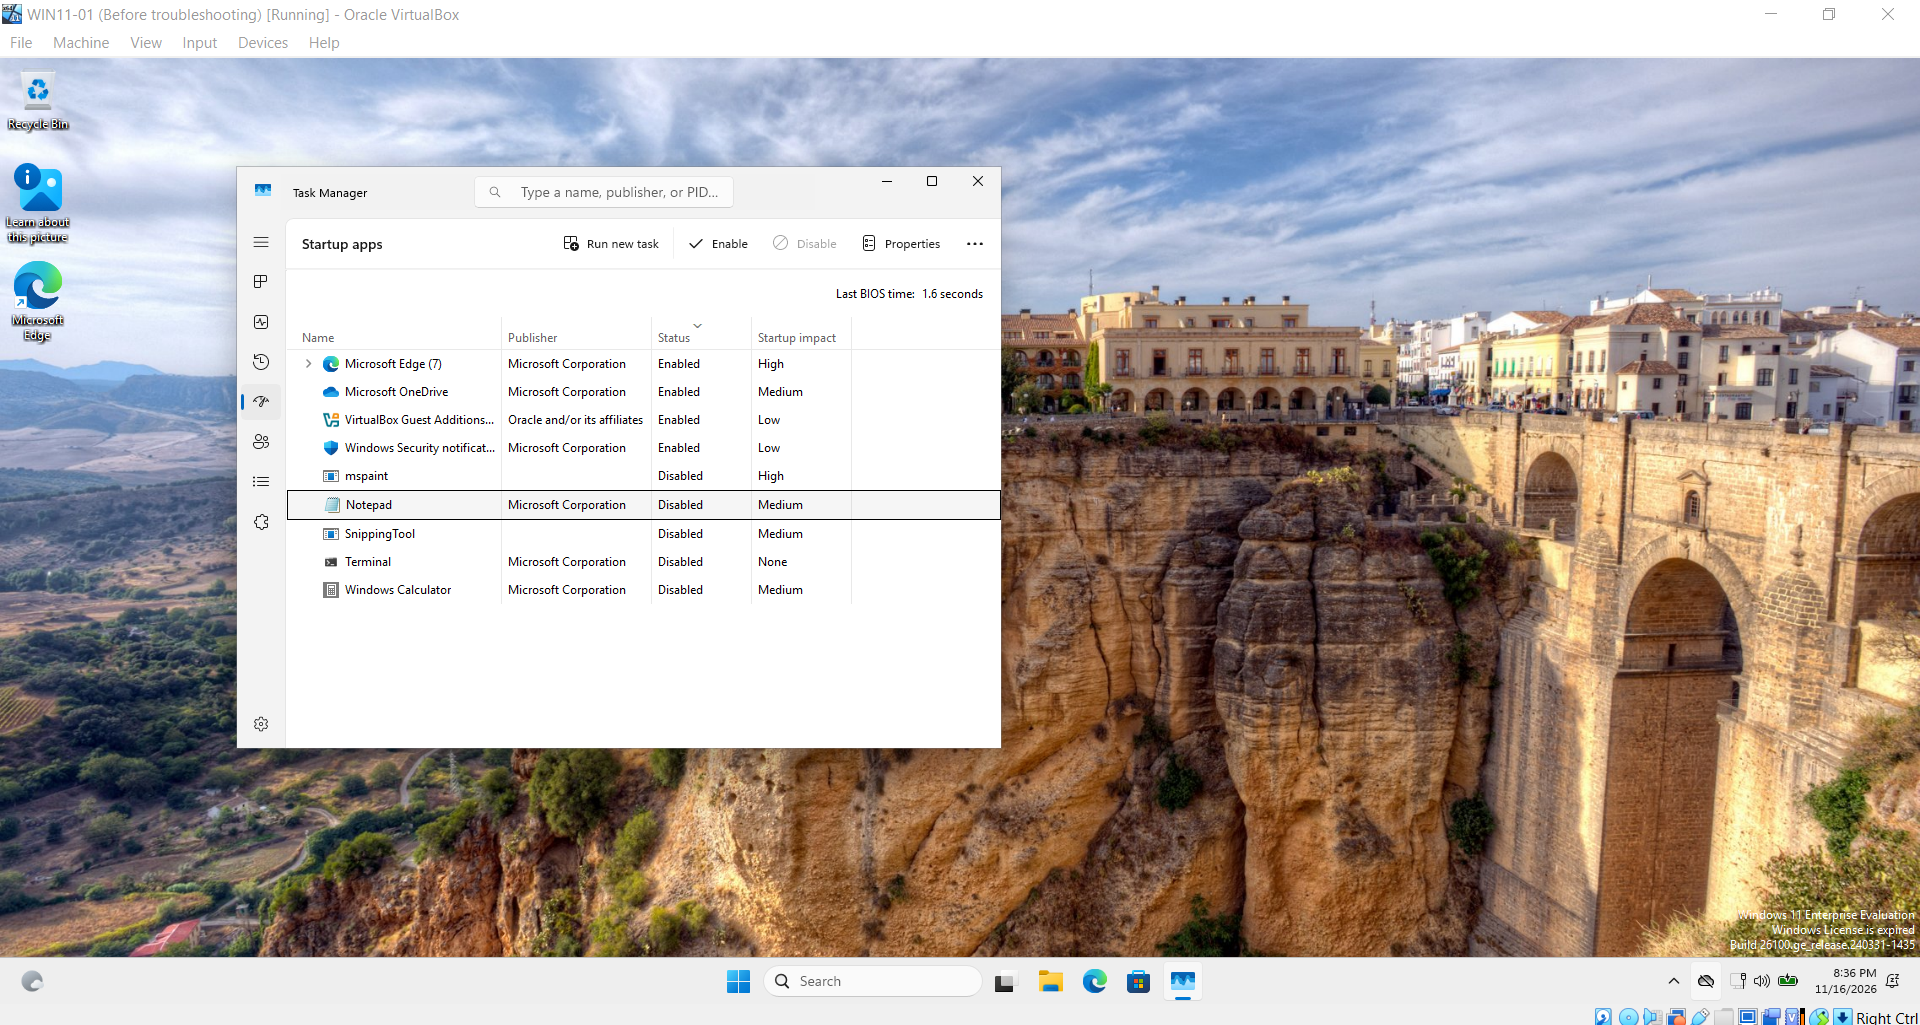 WIN11-01 (Before troubleshooting) [Running] - Oracle VirtualBox
File Machine View Input Devices Help
Recycle Bin
Learn about
this picture
Microsoft
Edge
Task Manager
Type a name, publisher, or PID...
Startup apps
Run new task
Enable
Disable
Properties
Last BIOS time: 1.6 seconds
Name Publisher Status Startup impact
Microsoft Edge (7) Microsoft Corporation Enabled High
Microsoft OneDrive Microsoft Corporation Enabled Medium
VirtualBox Guest Additions... Oracle and/or its affiliates Enabled Low
Windows Security notificat... Microsoft Corporation Enabled Low
mspaint Disabled High
Notepad Microsoft Corporation Disabled Medium
SnippingTool Disabled Medium
Terminal Microsoft Corporation Disabled None
Windows Calculator Microsoft Corporation Disabled Medium
Windows 11 Enterprise Evaluation
Windows License is expired
Build 26100.ge_release.240331-1435
Search
8:36 PM
11/16/2026
Right Ctrl